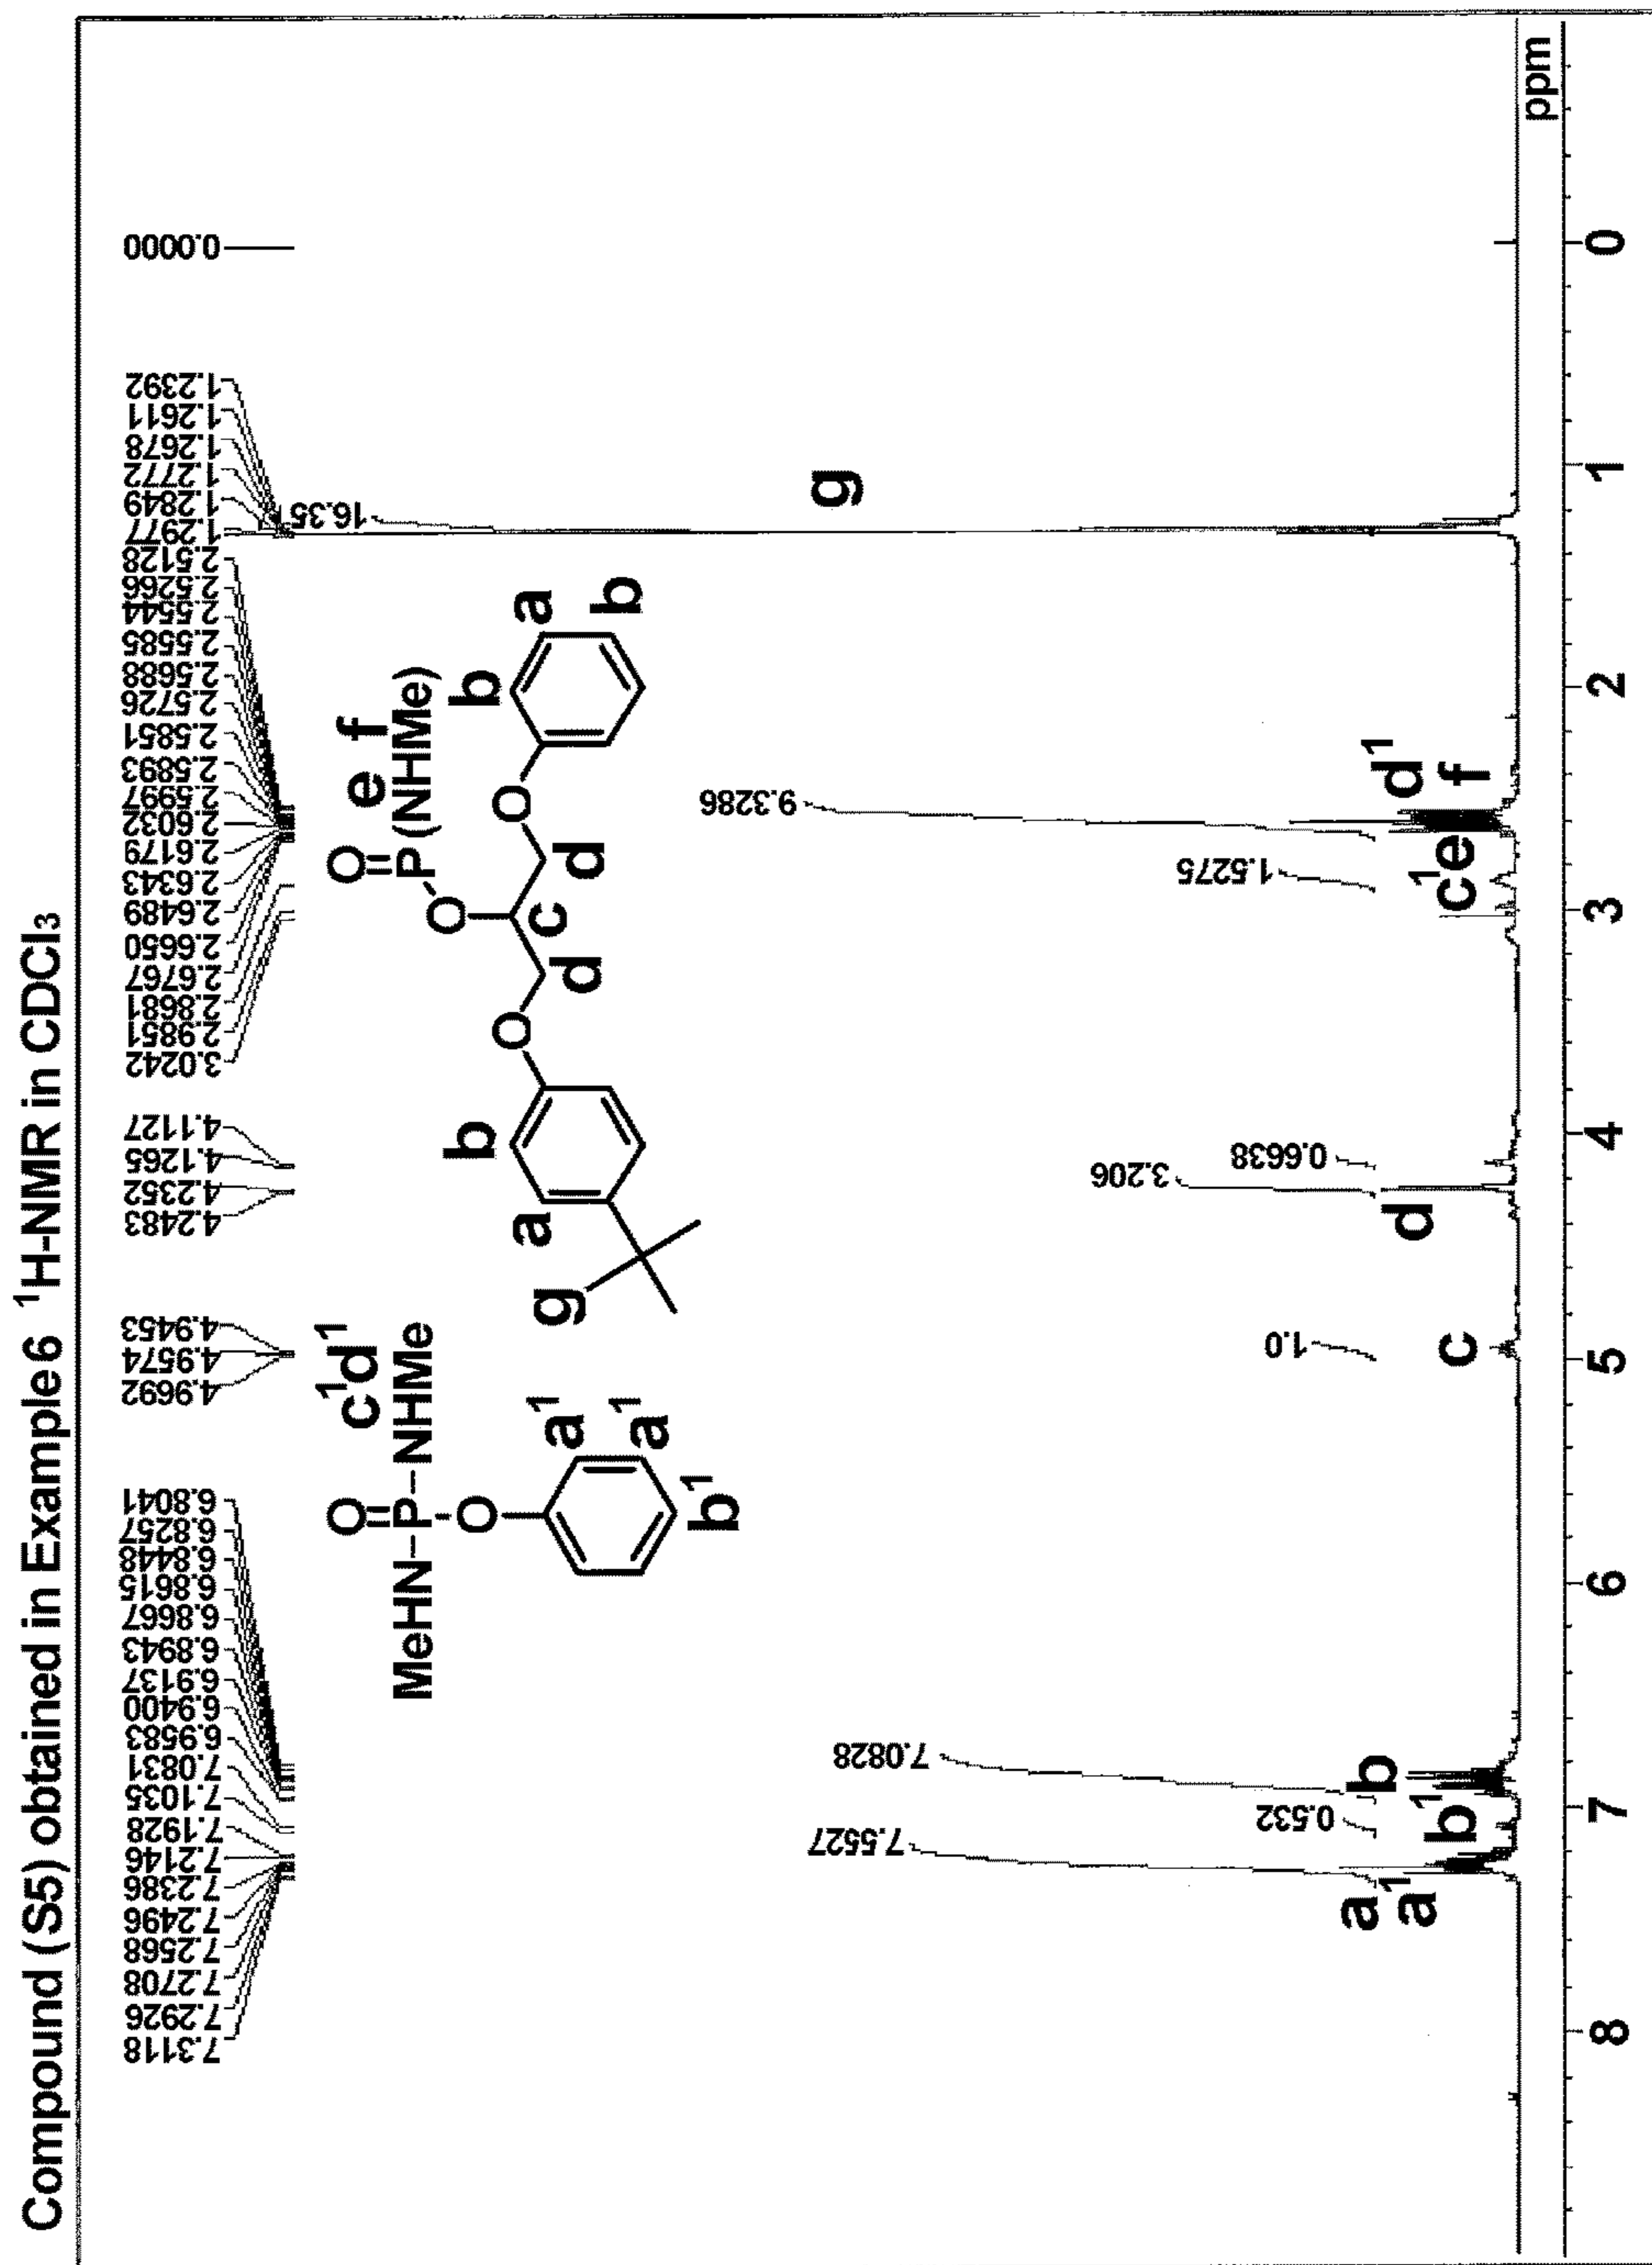 Compound (S5) obtained in Example 6 ¹H-NMR in CDCl₃
7.3118
7.2926
7.2708
7.2568
7.2496
7.2386
7.2146
7.1928
7.1035
7.0831
6.9583
6.9400
6.9137
6.8943
6.8667
6.8615
6.8448
6.8257
6.8041
4.9692
4.9574
4.9453
4.2483
4.2352
4.1265
4.1127
3.0242
2.9851
2.8681
2.6767
2.6650
2.6489
2.6343
2.6179
2.6032
2.5997
2.5893
2.5851
2.5726
2.5688
2.5585
2.5544
2.5266
2.5128
1.2977
1.2849
1.2772
1.2678
1.2611
1.2392
0.0000
c¹d¹
MeHN-P-NHMe
O
O
a¹
a¹
b¹
O
e f
P(NHMe)
O
c
d
d
O
O
b
b
a
a
b
g
7.5527
0.532
7.0828
1.0
3.206
0.6638
1.5275
9.3286
16.35
a
a¹
b¹
b
c
d
c¹e
d¹
f
g
ppm
8 7 6 5 4 3 2 1 0